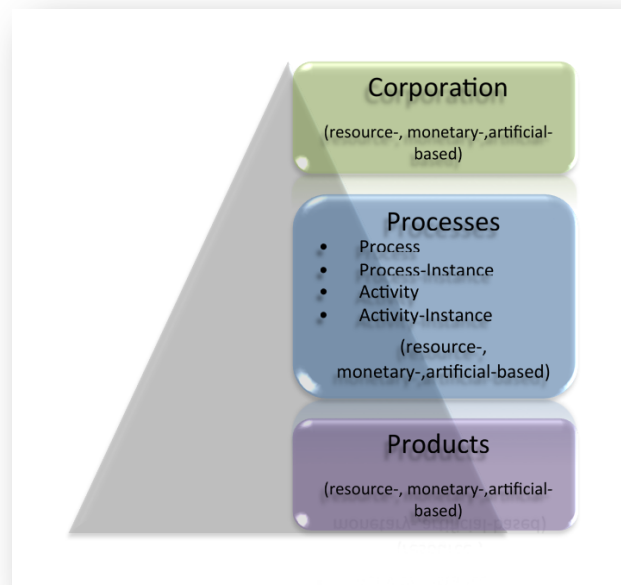 Corporation
(resource-, monetary-,artificial-
based)
Processes
• Process
• Process-Instance
• Activity
• Activity-Instance
(resource-,
monetary-,artificial-based)
Products
(resource-, monetary-,artificial-
based)